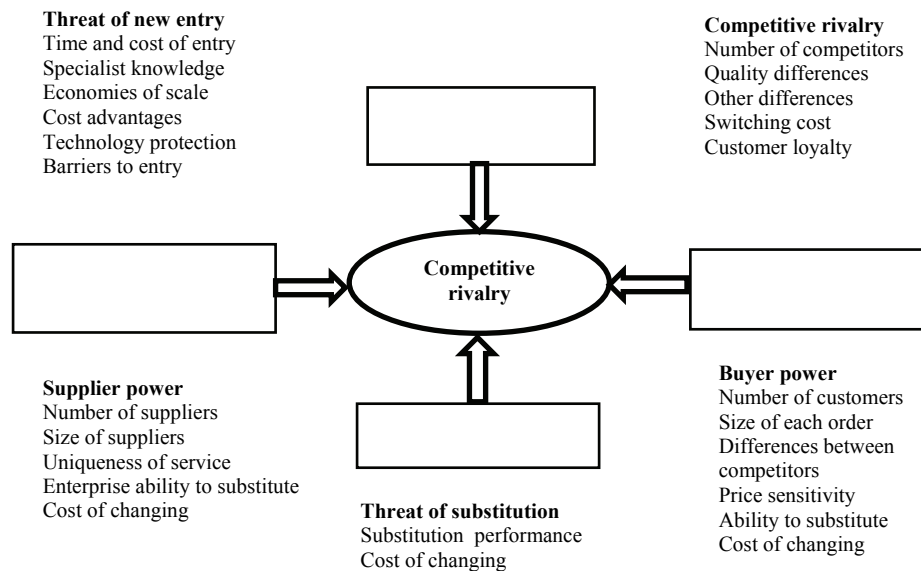 Threat of new entry
Time and cost of entry
Specialist knowledge
Economies of scale
Cost advantages
Technology protection
Barriers to entry
Competitive rivalry
Number of competitors
Quality differences
Other differences
Switching cost
Customer loyalty
Competitive
rivalry
Supplier power
Number of suppliers
Size of suppliers
Uniqueness of service
Enterprise ability to substitute
Cost of changing
Threat of substitution
Substitution performance
Cost of changing
Buyer power
Number of customers
Size of each order
Differences between
competitors
Price sensitivity
Ability to substitute
Cost of changing